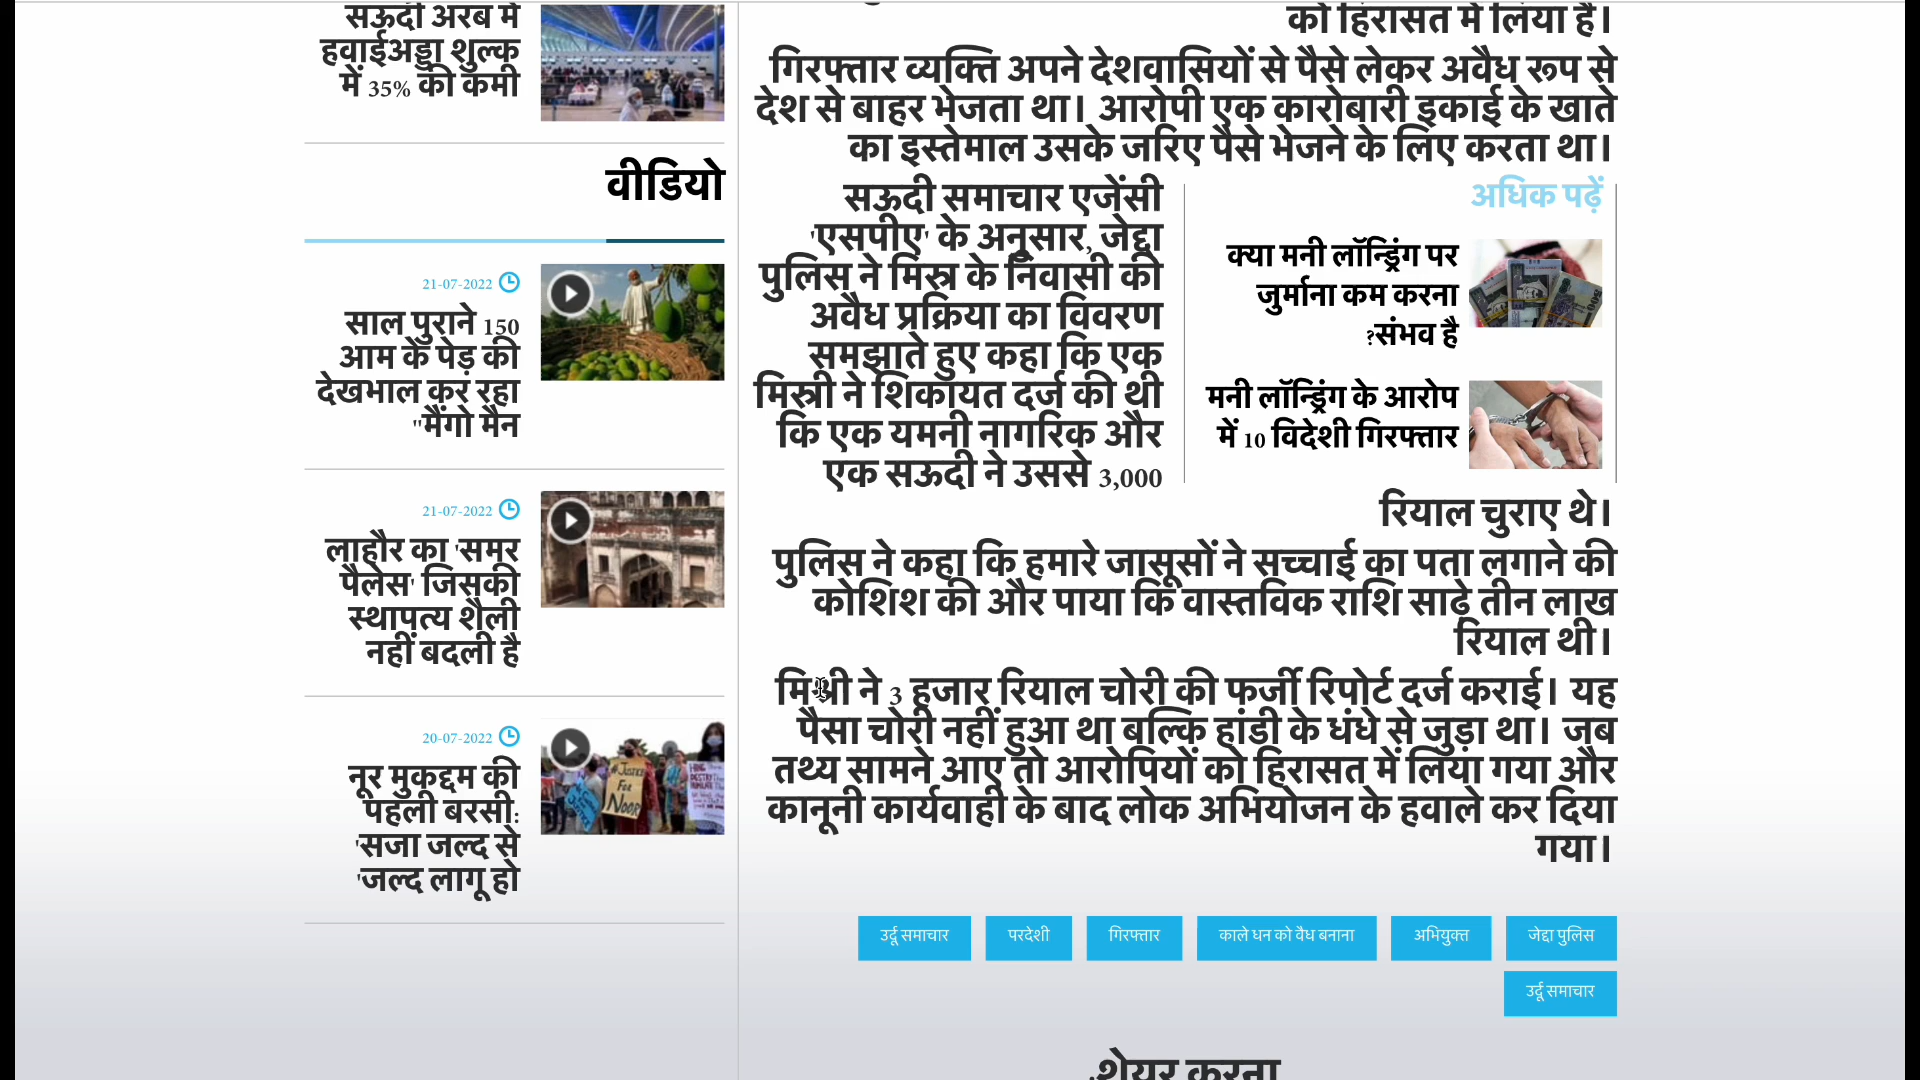 सऊदी अरब में
हवाईअड्डा शुल्क
में 35% की कमी
वीडियो
21-07-2022
साल पुराने 150
आम के पेड़ की
देखभाल कर रहा
"मैंगो मैन
21-07-2022
लाहौर का 'समर
पैलेस' जिसकी
स्थापत्य शैली
नहीं बदली है
20-07-2022
नूर मुकद्दम की
पहली बरसी:
'सजा जल्द से
'जल्द लागू हो
JUSTICE
FOR
NOOR
को हिरासत में लिया है।
गिरफ्तार व्यक्ति अपने देशवासियों से पैसे लेकर अवैध रूप से
देश से बाहर भेजता था। आरोपी एक कारोबारी इकाई के खाते
का इस्तेमाल उसके जरिए पैसे भेजने के लिए करता था।
अधिक पढ़ें
क्या मनी लॉन्ड्रिंग पर
जुर्माना कम करना
?संभव है
मनी लॉन्ड्रिंग के आरोप
में 10 विदेशी गिरफ्तार
सऊदी समाचार एजेंसी
'एसपीए' के अनुसार, जेद्दा
पुलिस ने मिस्र के निवासी की
अवैध प्रक्रिया का विवरण
समझाते हुए कहा कि एक
मिस्री ने शिकायत दर्ज की थी
कि एक यमनी नागरिक और
एक सऊदी ने उससे 3,000
रियाल चुराए थे।
पुलिस ने कहा कि हमारे जासूसों ने सच्चाई का पता लगाने की
कोशिश की और पाया कि वास्तविक राशि साढ़े तीन लाख
रियाल थी।
मिश्री ने 3 हजार रियाल चोरी की फर्जी रिपोर्ट दर्ज कराई। यह
पैसा चोरी नहीं हुआ था बल्कि हांडी के धंधे से जुड़ा था। जब
तथ्य सामने आए तो आरोपियों को हिरासत में लिया गया और
कानूनी कार्यवाही के बाद लोक अभियोजन के हवाले कर दिया
गया।
उर्दू समाचार परदेशी गिरफ्तार काले धन को वैध बनाना अभियुक्त जेद्दा पुलिस
उर्दू समाचार
शेयर करना